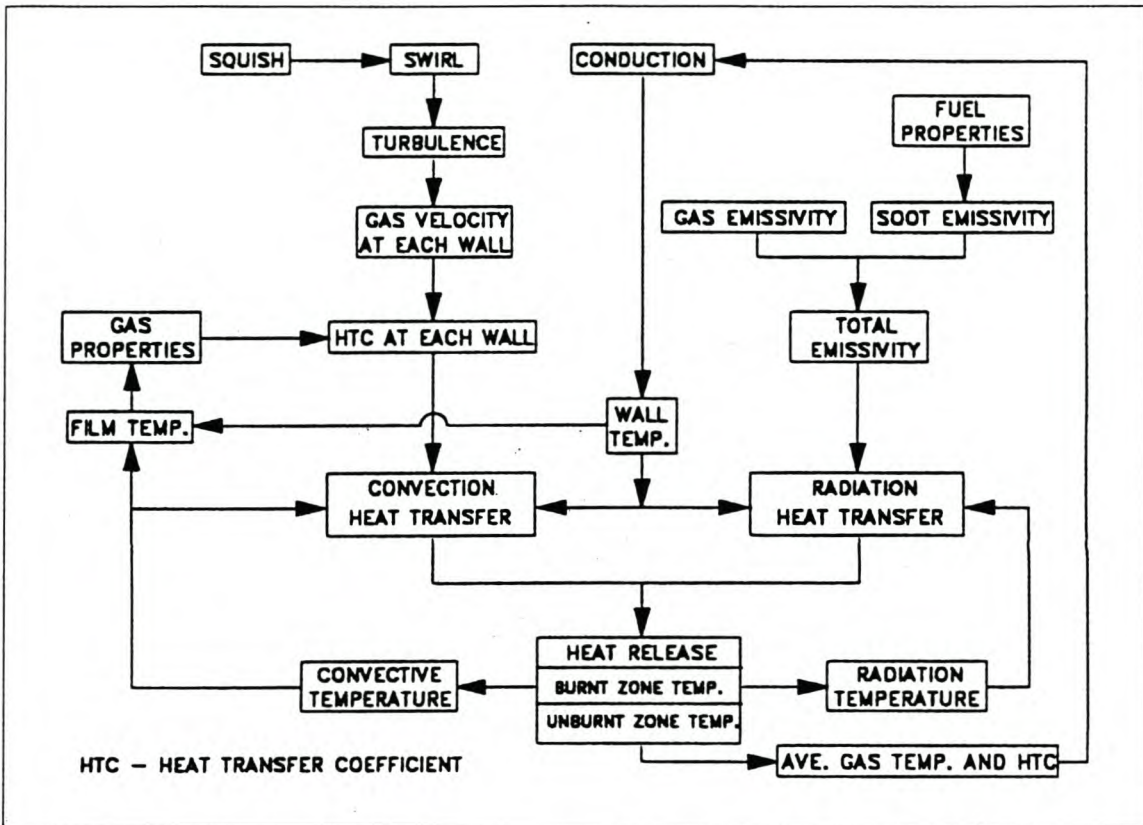 SQUISH
SWIRL
CONDUCTION
FUEL
PROPERTIES
TURBULENCE
GAS VELOCITY
AT EACH WALL
GAS EMISSIVITY
SOOT EMISSIVITY
GAS
PROPERTIES
HTC AT EACH WALL
TOTAL
EMISSIVITY
FILM TEMP.
WALL
TEMP.
CONVECTION
HEAT TRANSFER
RADIATION
HEAT TRANSFER
HEAT RELEASE
BURNT ZONE TEMP.
UNBURNT ZONE TEMP.
CONVECTIVE
TEMPERATURE
RADIATION
TEMPERATURE
AVE. GAS TEMP. AND HTC
HTC – HEAT TRANSFER COEFFICIENT